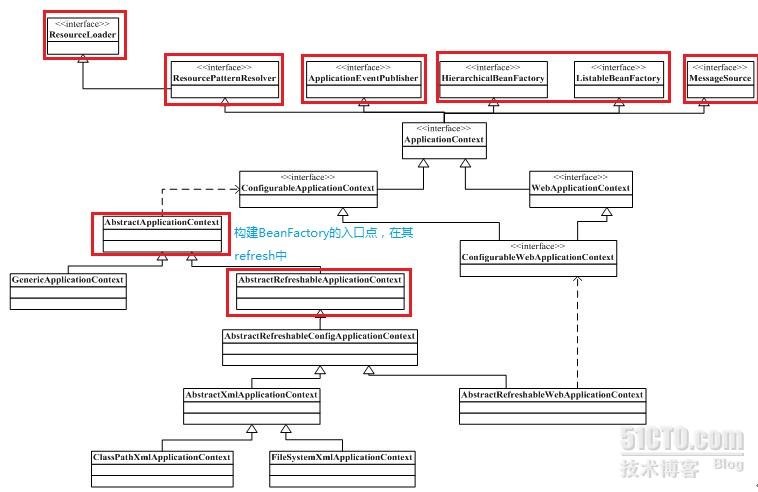 <<interface>>
ResourceLoader
<<interface>>
ResourcePatternResolver
<<interface>>
ApplicationEventPublisher
<<interface>>
HierarchicalBeanFactory
<<interface>>
ListableBeanFactory
<<interface>>
MessageSource
<<interface>>
ApplicationContext
<<interface>>
ConfigurableApplicationContext
<<interface>>
WebApplicationContext
AbstractApplicationContext
构建BeanFactory的入口点，在其
refresh中
<<interface>>
ConfigurableWebApplicationContext
GenericApplicationContext
AbstractRefreshableApplicationContext
AbstractRefreshableConfigApplicationContext
AbstractXmlApplicationContext
AbstractRefreshableWebApplicationContext
ClassPathXmlApplicationContext
FileSystemXmlApplicationContext
51CTO.com
技术博客 Blog